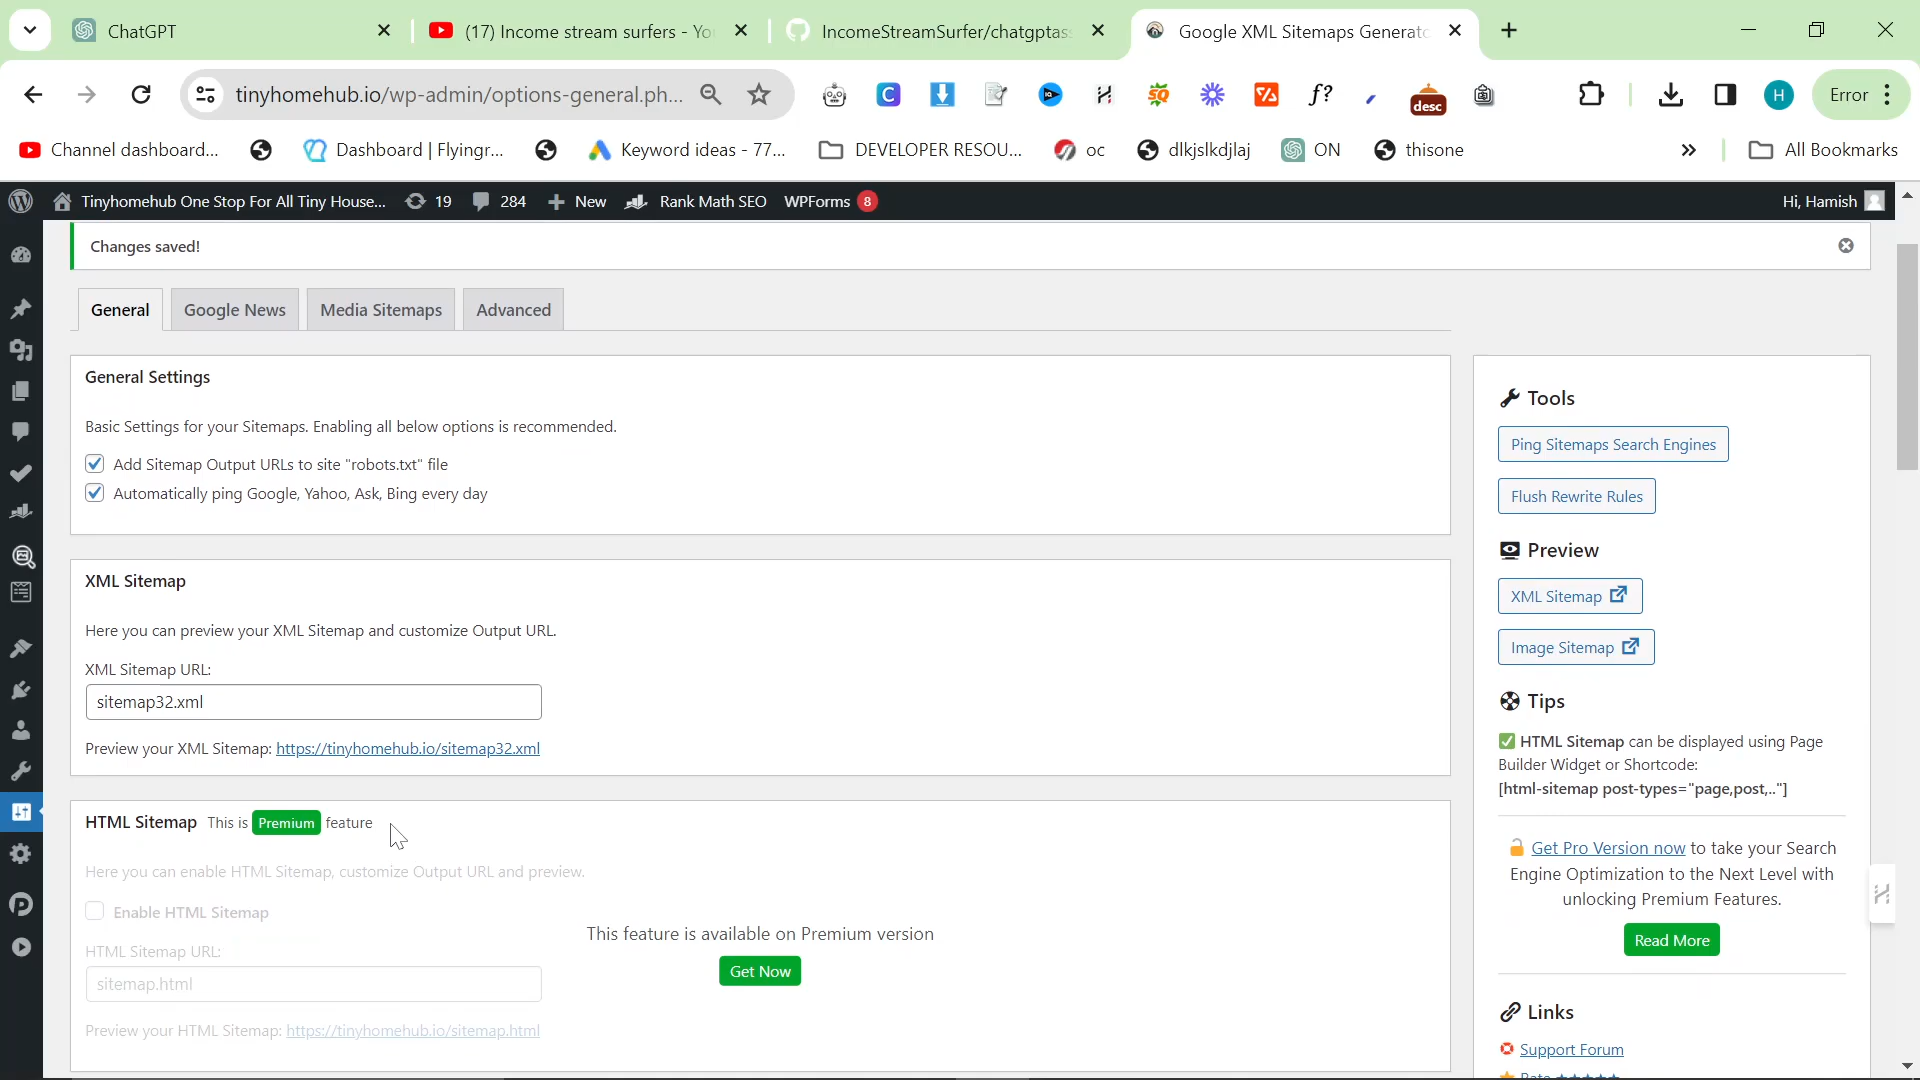 ChatGPT
(17) Income stream surfers - Yo
IncomeStreamSurfer/chatgptas
Google XML Sitemaps Generato
tinyhomehub.io/wp-admin/options-general.ph...
desc
H
Error
Channel dashboard...
Dashboard | Flyingr...
Keyword ideas - 77...
DEVELOPER RESOU...
oc
dlkjslkdjlaj
ON
thisone
All Bookmarks
Tinyhomehub One Stop For All Tiny House...
19
284
New
Rank Math SEO
WPForms 8
Hi, Hamish
Changes saved!
General
Google News
Media Sitemaps
Advanced
General Settings
Basic Settings for your Sitemaps. Enabling all below options is recommended.
Add Sitemap Output URLs to site "robots.txt" file
Automatically ping Google, Yahoo, Ask, Bing every day
XML Sitemap
Here you can preview your XML Sitemap and customize Output URL.
XML Sitemap URL:
sitemap32.xml
Preview your XML Sitemap: https://tinyhomehub.io/sitemap32.xml
HTML Sitemap This is Premium feature
Here you can enable HTML Sitemap, customize Output URL and preview.
Enable HTML Sitemap
This feature is available on Premium version
HTML Sitemap URL:
Get Now
sitemap.html
Preview your HTML Sitemap: https://tinyhomehub.io/sitemap.html
Tools
Ping Sitemaps Search Engines
Flush Rewrite Rules
Preview
XML Sitemap
Image Sitemap
Tips
HTML Sitemap can be displayed using Page
Builder Widget or Shortcode:
[html-sitemap post-types="page,post,.."]
Get Pro Version now to take your Search
Engine Optimization to the Next Level with
unlocking Premium Features.
Read More
Links
Support Forum